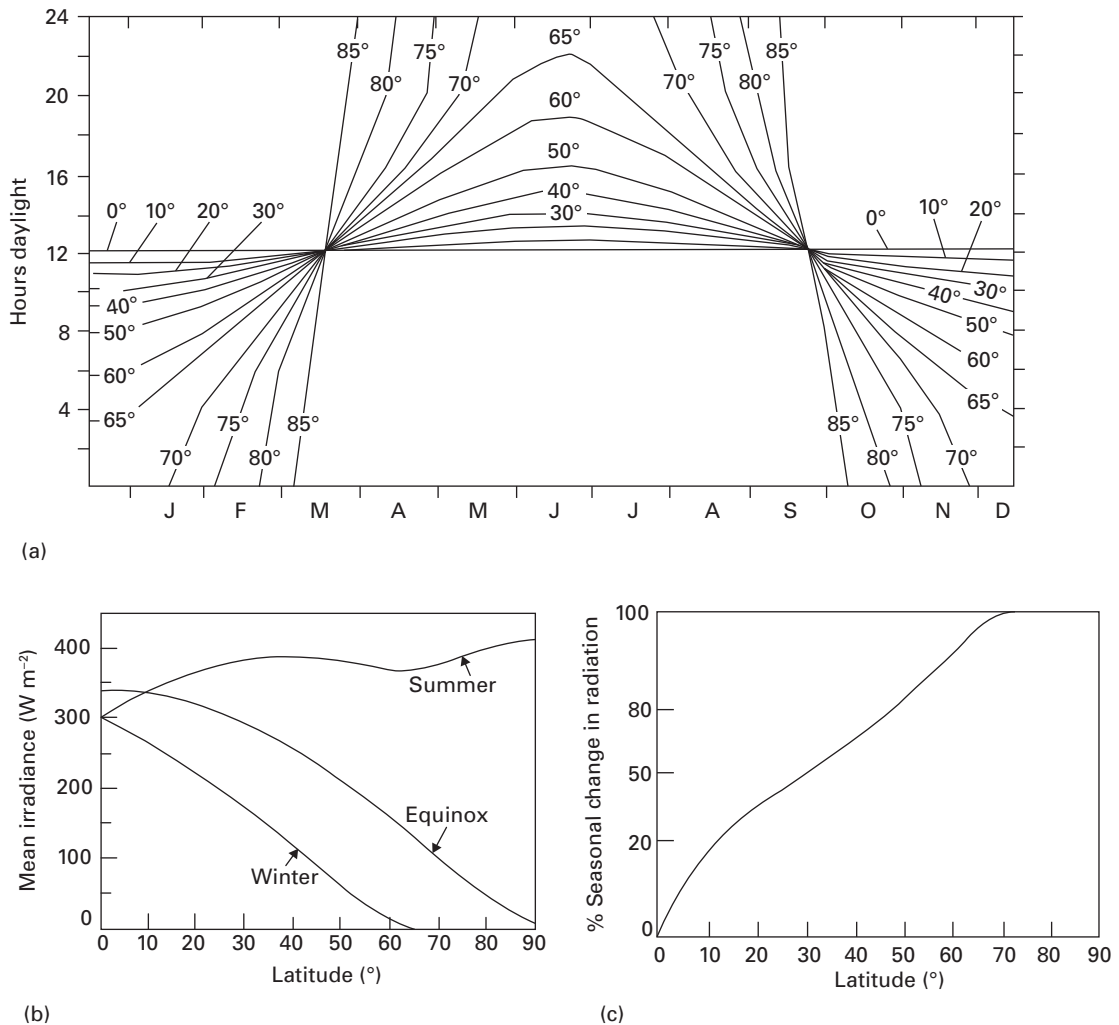 24
20
16
12
8
4
Hours daylight
85° 75° 65° 75° 85°
80° 70° 70° 80°
60°
50°
40°
30°
0° 10° 20° 30°
0° 10° 20°
40°
50°
60°
65°
30°
40°
50°
60°
65°
75° 85°
70° 80°
85° 75°
80° 70°
J F M A M J J A S O N D
(a)
400
300
200
100
0
Mean irradiance (W m⁻²)
Summer
Equinox
Winter
0 10 20 30 40 50 60 70 80 90
Latitude (°)
(b)
100
80
50
20
0
% Seasonal change in radiation
0 10 20 30 40 50 60 70 80 90
Latitude (°)
(c)